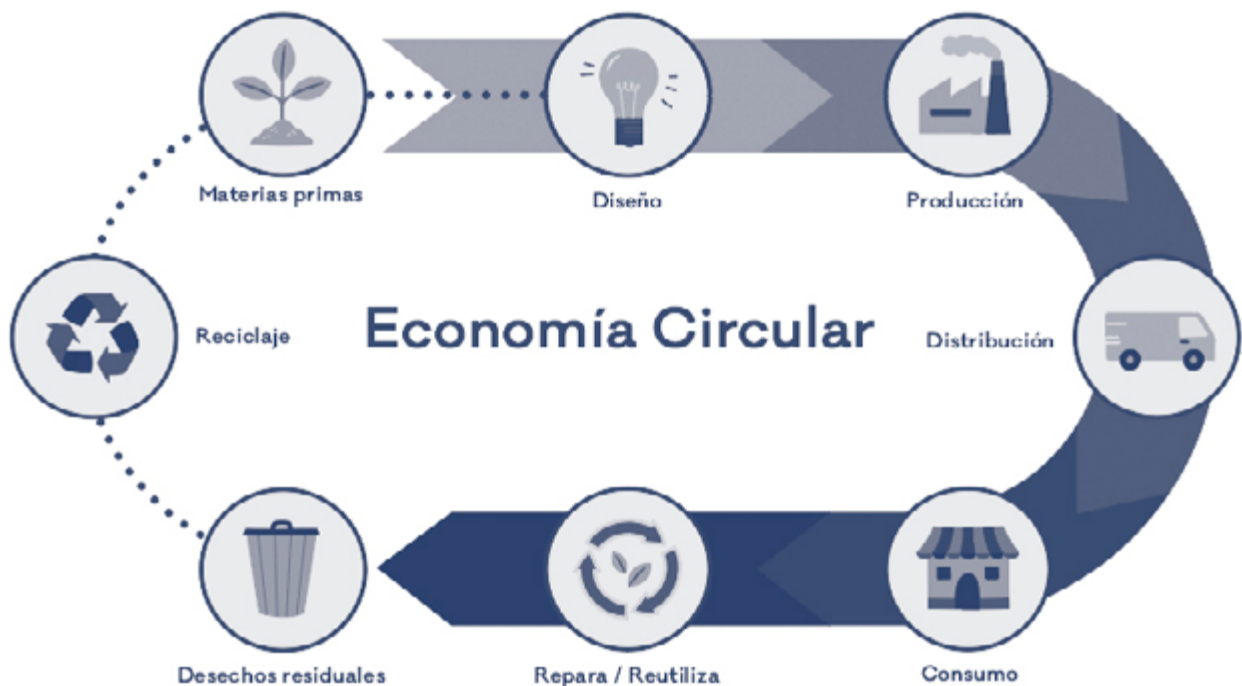 Materias primas
Diseño
Producción
Reciclaje
Economía Circular
Distribución
Desechos residuales
Repara / Reutiliza
Consumo